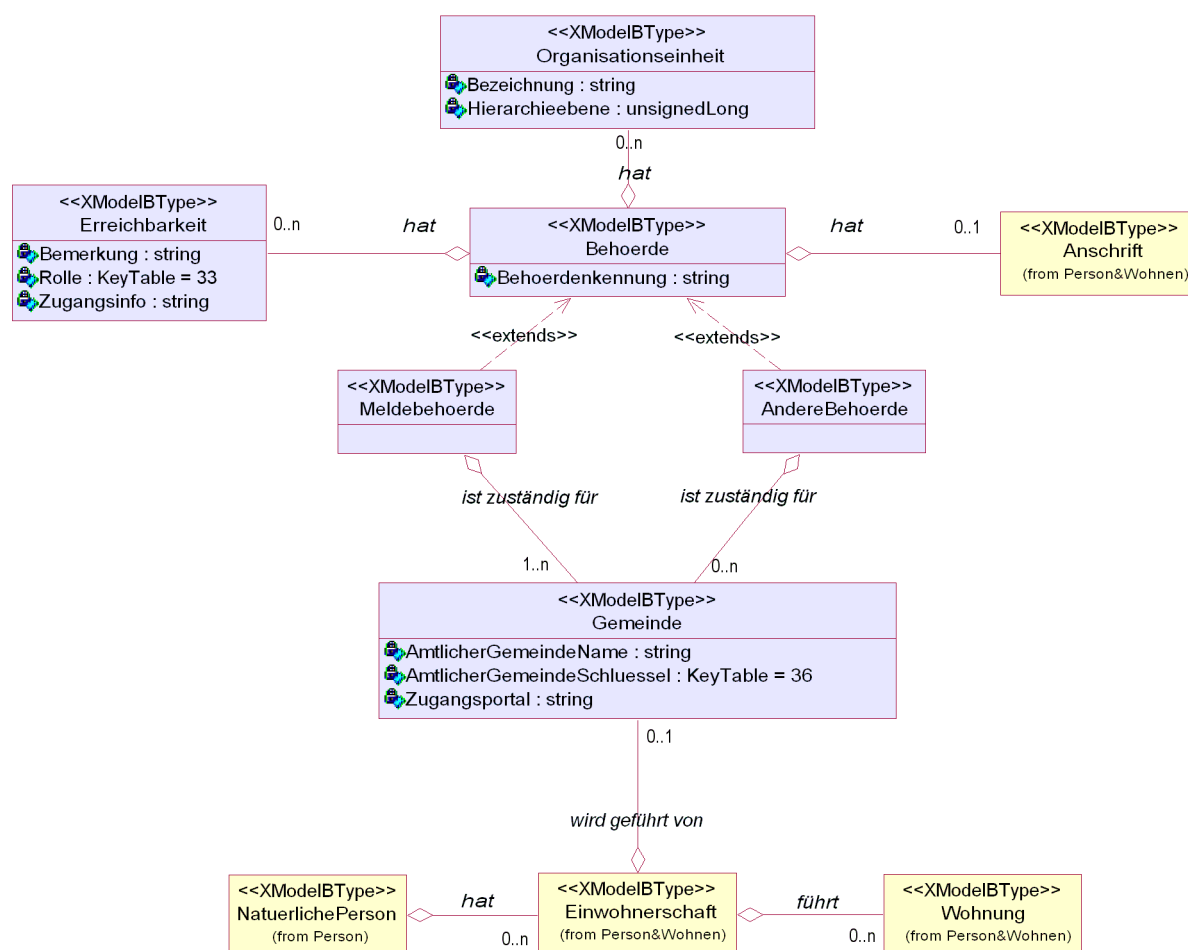 <<XModelBType>>
Organisationseinheit
Bezeichnung : string
Hierarchieebene : unsignedLong
0..n
hat
<<XModelBType>>
Erreichbarkeit
Bemerkung : string
Rolle : KeyTable = 33
Zugangsinfo : string
0..n
hat
<<XModelBType>>
Behoerde
Behoerdenkennung : string
hat
0..1
<<XModelBType>>
Anschrift
(from Person&Wohnen)
<<extends>>
<<extends>>
<<XModelBType>>
Meldebehoerde
<<XModelBType>>
AndereBehoerde
ist zuständig für
ist zuständig für
1..n
0..n
<<XModelBType>>
Gemeinde
AmtlicherGemeindeName : string
AmtlicherGemeindeSchluessel : KeyTable = 36
Zugangsportal : string
0..1
wird geführt von
<<XModelBType>>
NatuerlichePerson
(from Person)
hat
0..n
<<XModelBType>>
Einwohnerschaft
(from Person&Wohnen)
führt
0..n
<<XModelBType>>
Wohnung
(from Person&Wohnen)